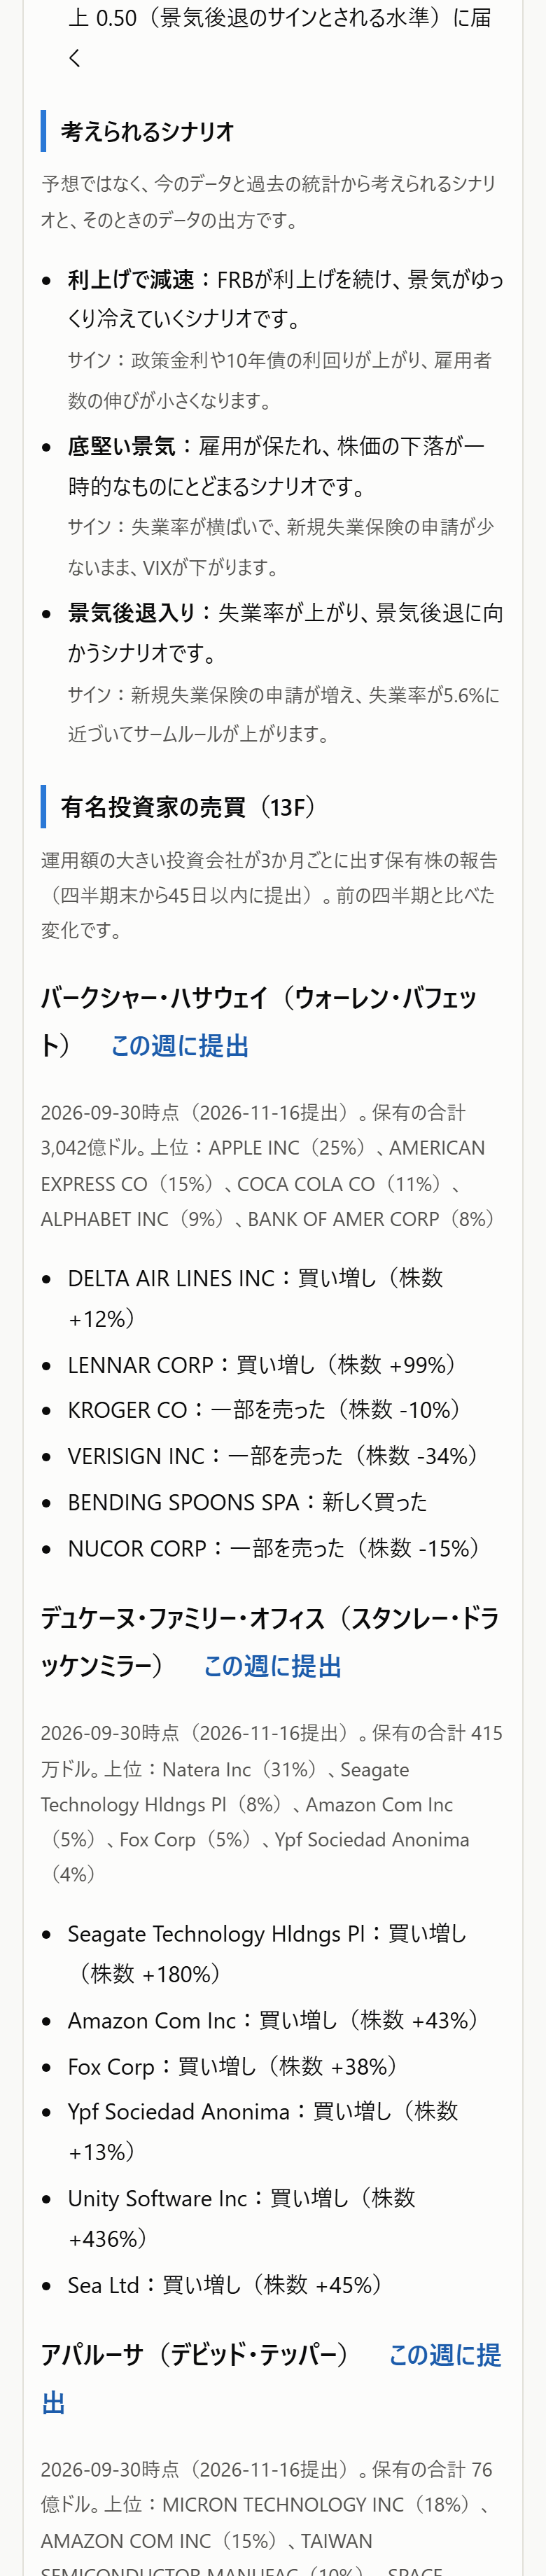 上 0.50（景気後退のサインとされる水準）に届
く
考えられるシナリオ
予想ではなく、今のデータと過去の統計から考えられるシナリ
オと、そのときのデータの出方です。
• 利上げで減速：FRBが利上げを続け、景気がゆっ
くり冷えていくシナリオです。
サイン：政策金利や10年債の利回りが上がり、雇用者
数の伸びが小さくなります。
• 底堅い景気：雇用が保たれ、株価の下落が一
時的なものにとどまるシナリオです。
サイン：失業率が横ばいで、新規失業保険の申請が少
ないまま、VIXが下がります。
• 景気後退入り：失業率が上がり、景気後退に向
かうシナリオです。
サイン：新規失業保険の申請が増え、失業率が5.6%に
近づいてサームルールが上がります。
有名投資家の売買（13F）
運用額の大きい投資会社が3か月ごとに出す保有株の報告
（四半期末から45日以内に提出）。前の四半期と比べた
変化です。
バークシャー・ハサウェイ（ウォーレン・バフェッ
ト） この週に提出
2026-09-30時点（2026-11-16提出）。保有の合計
3,042億ドル。上位：APPLE INC（25%）、AMERICAN
EXPRESS CO（15%）、COCA COLA CO（11%）、
ALPHABET INC（9%）、BANK OF AMER CORP（8%）
• DELTA AIR LINES INC：買い増し（株数
+12%）
• LENNAR CORP：買い増し（株数 +99%）
• KROGER CO：一部を売った（株数 -10%）
• VERISIGN INC：一部を売った（株数 -34%）
• BENDING SPOONS SPA：新しく買った
• NUCOR CORP：一部を売った（株数 -15%）
デュケーヌ・ファミリー・オフィス（スタンレー・ドラ
ッケンミラー） この週に提出
2026-09-30時点（2026-11-16提出）。保有の合計 415
万ドル。上位：Natera Inc（31%）、Seagate
Technology Hldngs Pl（8%）、Amazon Com Inc
（5%）、Fox Corp（5%）、Ypf Sociedad Anonima
（4%）
• Seagate Technology Hldngs Pl：買い増し
（株数 +180%）
• Amazon Com Inc：買い増し（株数 +43%）
• Fox Corp：買い増し（株数 +38%）
• Ypf Sociedad Anonima：買い増し（株数
+13%）
• Unity Software Inc：買い増し（株数
+436%）
• Sea Ltd：買い増し（株数 +45%）
アパルーサ（デビッド・テッパー） この週に提
出
2026-09-30時点（2026-11-16提出）。保有の合計 76
億ドル。上位：MICRON TECHNOLOGY INC（18%）、
AMAZON COM INC（15%）、TAIWAN
SEMICONDUCTOR MANUFAC（10%）、SPACE